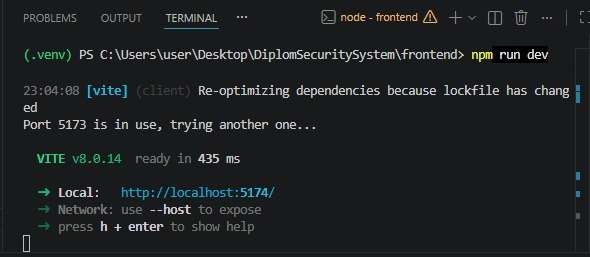 PROBLEMS OUTPUT TERMINAL ... node - frontend
(.venv) PS C:\Users\user\Desktop\DiplomSecuritySystem\frontend> npm run dev
23:04:08 [vite] (client) Re-optimizing dependencies because lockfile has chang
ed
Port 5173 is in use, trying another one...
VITE v8.0.14 ready in 435 ms
➜ Local: http://localhost:5174/
➜ Network: use --host to expose
➜ press h + enter to show help